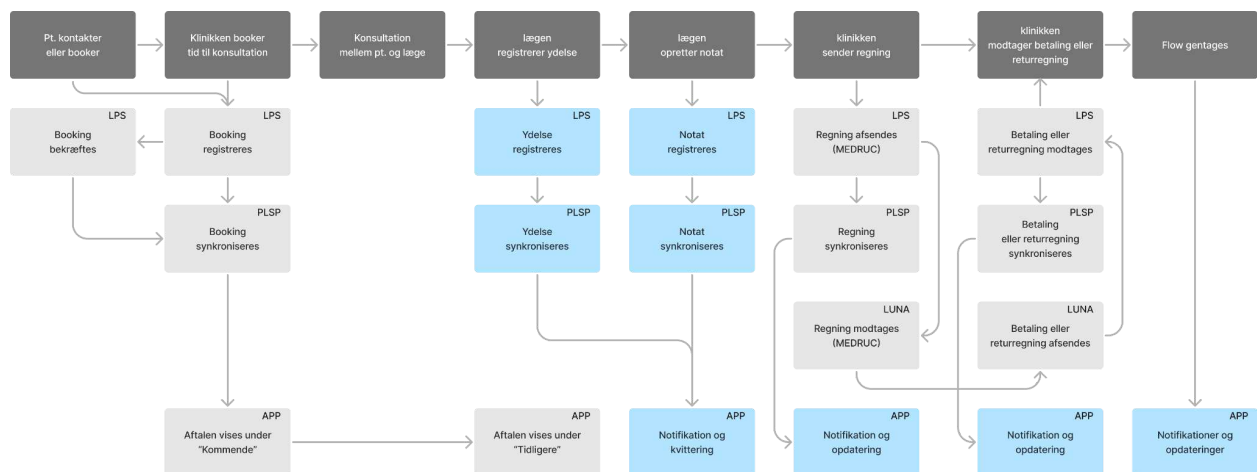 Pt. kontakter
eller booker
Klinikken booker
tid til konsultation
Konsultation
mellem pt. og læge
lægen
registrerer ydelse
lægen
opretter notat
klinikken
sender regning
klinikken
modtager betaling eller
returregning
Flow gentages
LPS
Booking
bekræftes
LPS
Booking
registreres
LPS
Ydelse
registreres
LPS
Notat
registreres
LPS
Regning afsendes
(MEDRUC)
LPS
Betaling eller
returregning modtages
PLSP
Booking
synkroniseres
PLSP
Ydelse
synkroniseres
PLSP
Notat
synkroniseres
PLSP
Regning
synkroniseres
PLSP
Betaling
eller returregning
synkroniseres
LUNA
Regning modtages
(MEDRUC)
LUNA
Betaling eller
returregning afsendes
APP
Aftalen vises under
"Kommende"
APP
Aftalen vises under
"Tidligere"
APP
Notifikation og
kvittering
APP
Notifikation og
opdatering
APP
Notifikation og
opdatering
APP
Notifikationer og
opdateringer